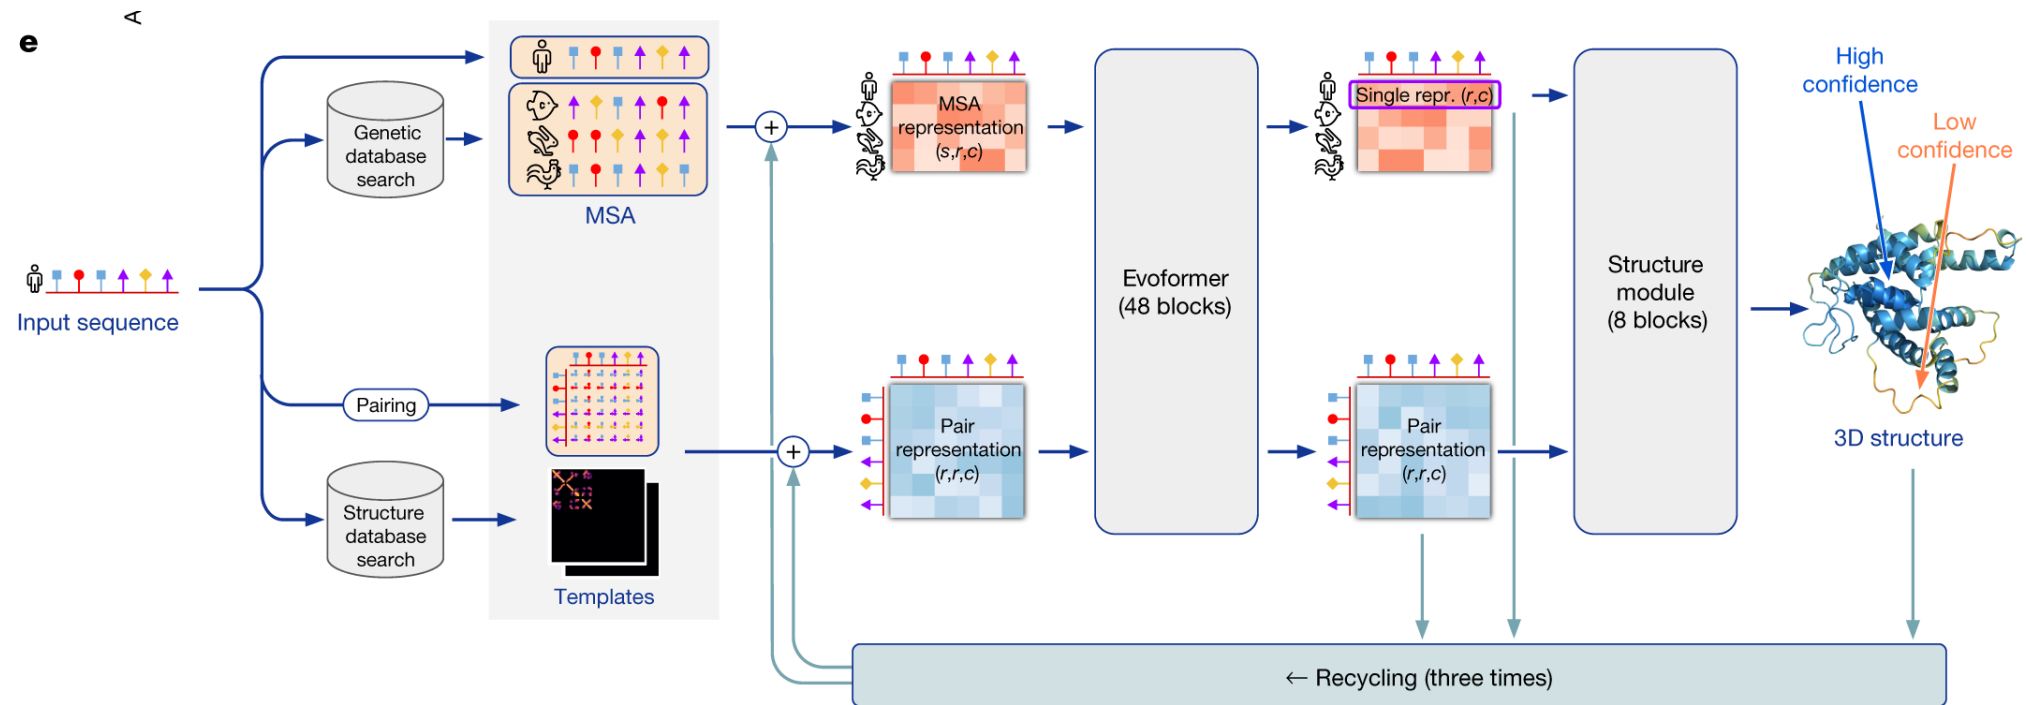 A
e
Input sequence
Genetic
database
search
Pairing
Structure
database
search
MSA
Templates
+
+
MSA
representation
(s,r,c)
Pair
representation
(r,r,c)
Evoformer
(48 blocks)
Single repr. (r,c)
Pair
representation
(r,r,c)
Structure
module
(8 blocks)
High
confidence
Low
confidence
3D structure
← Recycling (three times)